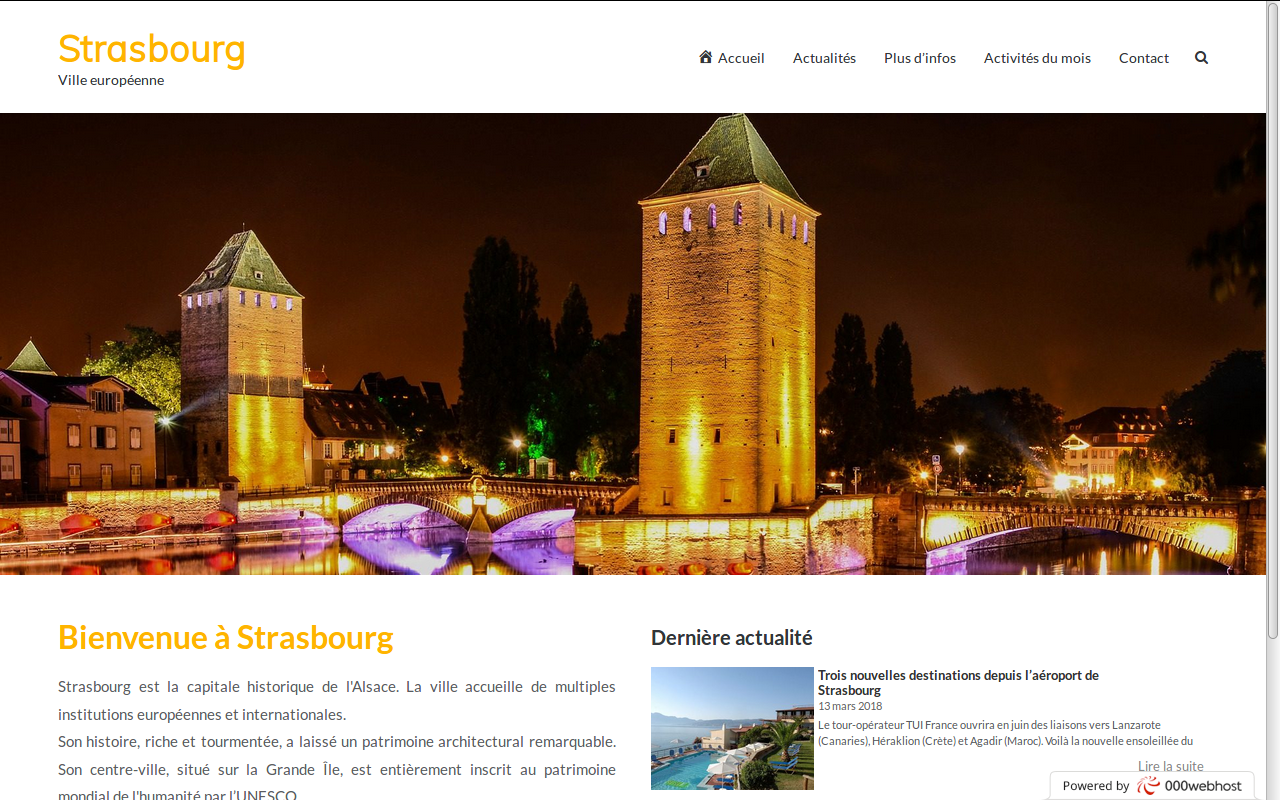 Strasbourg
Ville européenne
Accueil
Actualités
Plus d’infos
Activités du mois
Contact
Bienvenue à Strasbourg
Strasbourg est la capitale historique de l'Alsace. La ville accueille de multiples
institutions européennes et internationales.
Son histoire, riche et tourmentée, a laissé un patrimoine architectural remarquable.
Son centre-ville, situé sur la Grande Île, est entièrement inscrit au patrimoine
mondial de l'humanité par l’UNESCO
Dernière actualité
Trois nouvelles destinations depuis l’aéroport de
Strasbourg
13 mars 2018
Le tour-opérateur TUI France ouvrira en juin des liaisons vers Lanzarote
(Canaries), Héraklion (Crète) et Agadir (Maroc). Voilà la nouvelle ensoleillée du
Lire la suite
Powered by 000webhost